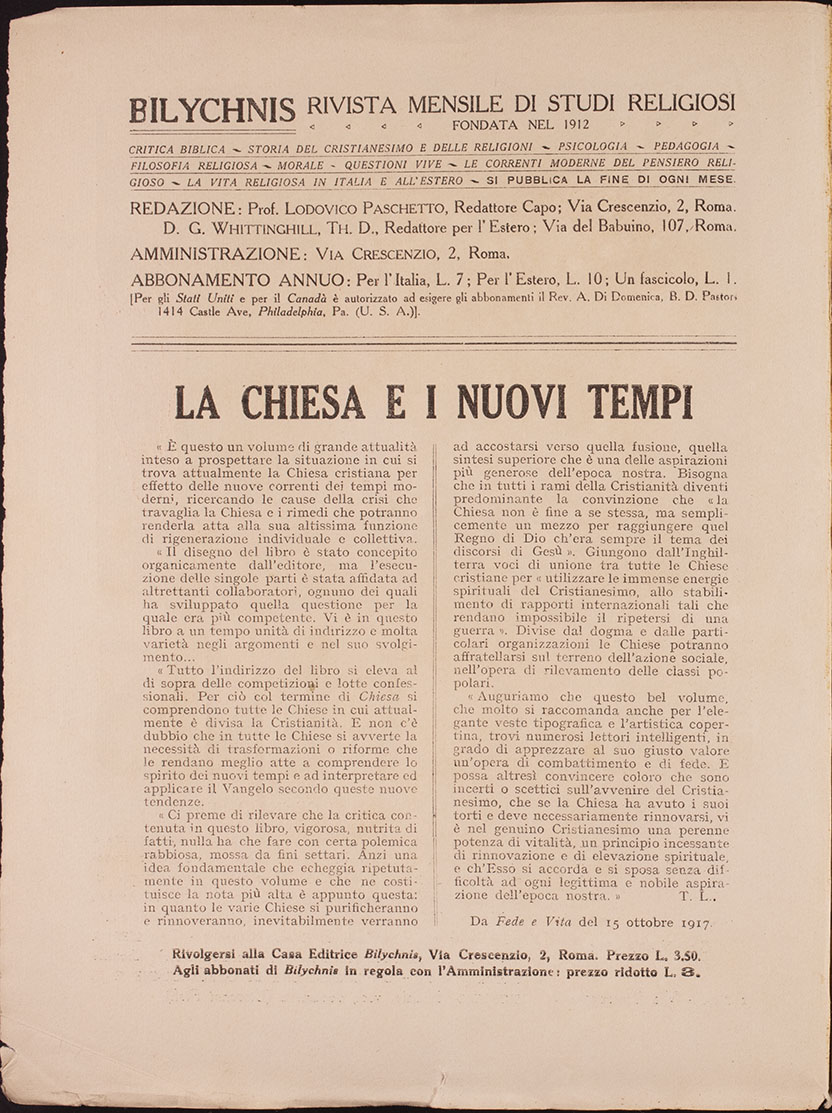 BILYCHNIS RIVISTA MENSILE DI STUDI RELIGIOSI
FONDATA NEL 1912
CRITICA BIBLICA ~ STORIA DEL CRISTIANESIMO E DELLE RELIGIONI ~ PSICOLOGIA ~ PEDAGOGIA ~
FILOSOFIA RELIGIOSA ~ MORALE - QUESTIONI VIVE ~ LE CORRENTI MODERNE DEL PENSIERO RELI-
GIOSO ~ LA VITA RELIGIOSA IN ITALIA E ALL'ESTERO ~ SI PUBBLICA LA FINE DI OGNI MESE.
REDAZIONE: Prof. LODOVICO PASCHETTO, Redattore Capo; Via Crescenzio, 2, Roma.
D. G. WHITTINGHILL, TH. D., Redattore per l'Estero; Via del Babuino, 107, Roma.
AMMINISTRAZIONE: VIA CRESCENZIO, 2, Roma.
ABBONAMENTO ANNUO: Per l'Italia, L. 7; Per l'Estero, L. 10; Un fascicolo, L. 1.
[Per gli Stati Uniti e per il Canadà è autorizzato ad esigere gli abbonamenti il Rev. A. Di Domenica, B. D. Pastor,
1414 Castle Ave, Philadelphia, Pa. (U. S. A.)].
LA CHIESA E I NUOVI TEMPI
« È questo un volume di grande attualità
inteso a prospettare la situazione in cui si
trova attualmente la Chiesa cristiana per
effetto delle nuove correnti dei tempi mo-
derni, ricercando le cause della crisi che
travaglia la Chiesa e i rimedi che potranno
renderla atta alla sua altissima funzione
di rigenerazione individuale e collettiva.
« Il disegno del libro è stato concepito
organicamente dall'editore, ma l'esecu-
zione delle singole parti è stata affidata ad
altrettanti collaboratori, ognuno dei quali
ha sviluppato quella questione per la
quale era più competente. Vi è in questo
libro a un tempo unità di indirizzo e molta
varietà negli argomenti e nel suo svolgi-
mento...
« Tutto l'indirizzo del libro si eleva al
di sopra delle competizioni e lotte confes-
sionali. Per ciò col termine di Chiesa si
comprendono tutte le Chiese in cui attual-
mente è divisa la Cristianità. E non c'è
dubbio che in tutte le Chiese si avverte la
necessità di trasformazioni o riforme che
le rendano meglio atte a comprendere lo
spirito dei nuovi tempi e ad interpretare ed
applicare il Vangelo secondo queste nuove
tendenze.
« Ci preme di rilevare che la critica con-
tenuta in questo libro, vigorosa, nutrita di
fatti, nulla ha che fare con certa polemica
rabbiosa, mossa da fini settari. Anzi una
idea fondamentale che echeggia ripetuta-
mente in questo volume e che ne costi-
tuisce la nota più alta è appunto questa:
in quanto le varie Chiese si purificheranno
e rinnoveranno, inevitabilmente verranno
ad accostarsi verso quella fusione, quella
sintesi superiore che è una delle aspirazioni
più generose dell'epoca nostra. Bisogna
che in tutti i rami della Cristianità diventi
predominante la convinzione che « la
Chiesa non è fine a se stessa, ma sempli-
cemente un mezzo per raggiungere quel
Regno di Dio ch'era sempre il tema dei
discorsi di Gesù ». Giungono dall'Inghil-
terra voci di unione tra tutte le Chiese
cristiane per « utilizzare le immense energie
spirituali del Cristianesimo, allo stabili-
mento di rapporti internazionali tali che
rendano impossibile il ripetersi di una
guerra ». Divise dal dogma e dalle parti-
colari organizzazioni le Chiese potranno
affratellarsi sul terreno dell'azione sociale,
nell'opera di rilevamento delle classi po-
polari.
« Auguriamo che questo bel volume,
che molto si raccomanda anche per l'ele-
gante veste tipografica e l'artistica coper-
tina, trovi numerosi lettori intelligenti, in
grado di apprezzare al suo giusto valore
un'opera di combattimento e di fede. E
possa altresì convincere coloro che sono
incerti o scettici sull'avvenire del Cristia-
nesimo, che se la Chiesa ha avuto i suoi
torti e deve necessariamente rinnovarsi, vi
è nel genuino Cristianesimo una perenne
potenza di vitalità, un principio incessante
di rinnovazione e di elevazione spirituale,
e ch'Esso si accorda e si sposa senza dif-
ficoltà ad ogni legittima e nobile aspira-
zione dell'epoca nostra. » T. L.
Da Fede e Vita del 15 ottobre 1917.
Rivolgersi alla Casa Editrice Bilychnis, Via Crescenzio, 2, Roma. Prezzo L. 3.50.
Agli abbonati di Bilychnis in regola con l'Amministrazione: prezzo ridotto L. 3.